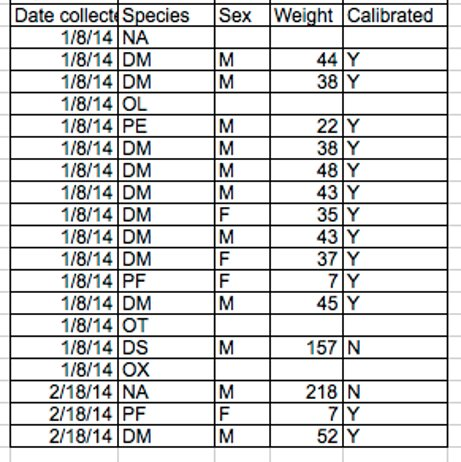 Date collecte Species Sex Weight Calibrated
1/8/14 NA
1/8/14 DM M 44 Y
1/8/14 DM M 38 Y
1/8/14 OL
1/8/14 PE M 22 Y
1/8/14 DM M 38 Y
1/8/14 DM M 48 Y
1/8/14 DM M 43 Y
1/8/14 DM F 35 Y
1/8/14 DM M 43 Y
1/8/14 DM F 37 Y
1/8/14 PF F 7 Y
1/8/14 DM M 45 Y
1/8/14 OT
1/8/14 DS M 157 N
1/8/14 OX
2/18/14 NA M 218 N
2/18/14 PF F 7 Y
2/18/14 DM M 52 Y